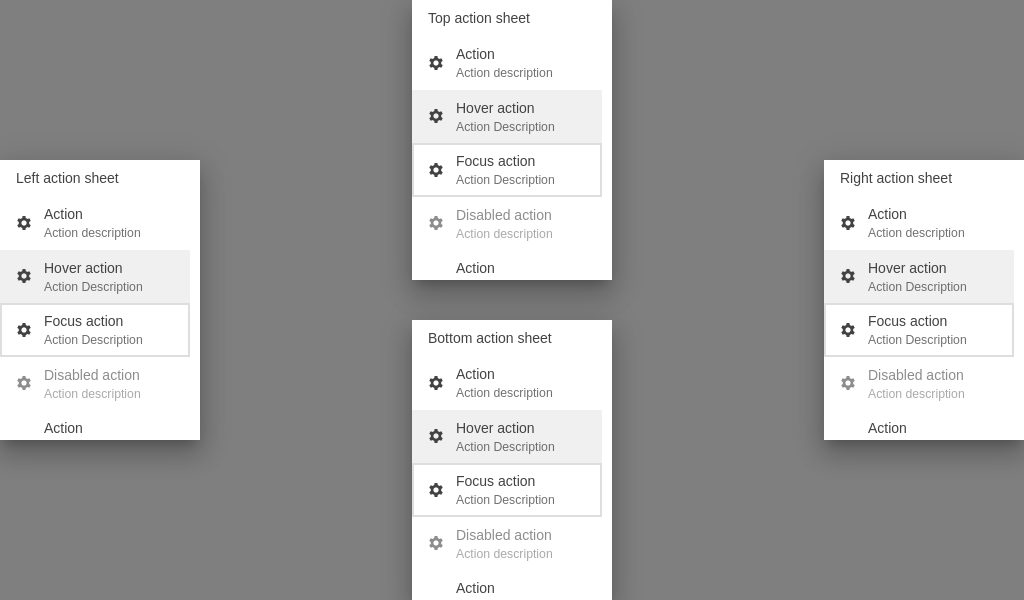 Top action sheet
Action
Action description
Hover action
Action Description
Focus action
Action Description
Disabled action
Action description
Action
Left action sheet
Action
Action description
Hover action
Action Description
Focus action
Action Description
Disabled action
Action description
Action
Right action sheet
Action
Action description
Hover action
Action Description
Focus action
Action Description
Disabled action
Action description
Action
Bottom action sheet
Action
Action description
Hover action
Action Description
Focus action
Action Description
Disabled action
Action description
Action